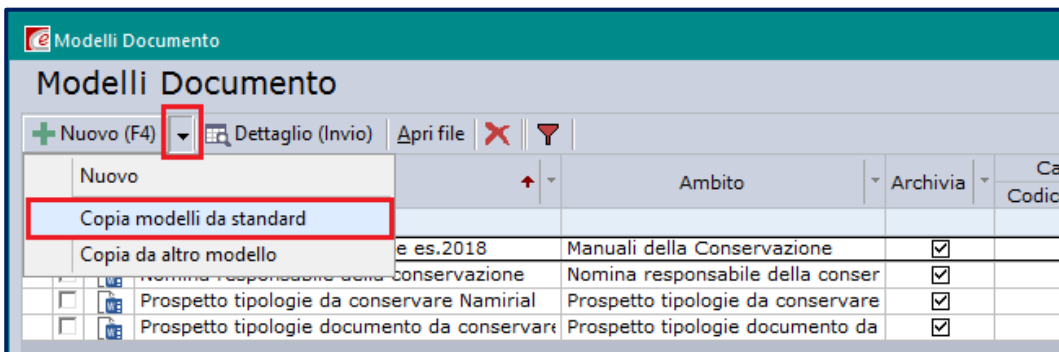 Modelli Documento
Modelli Documento
Nuovo (F4) Dettaglio (Invio) Apri file
Nuovo
Copia modelli da standard
Copia da altro modello
Ambito Archivia Ca
Codic
e es.2018 Manuali della Conservazione
Nomina responsabile della conservazione Nomina responsabile della conser
Prospetto tipologie da conservare Namirial Prospetto tipologie da conservare
Prospetto tipologie documento da conservare Prospetto tipologie documento da